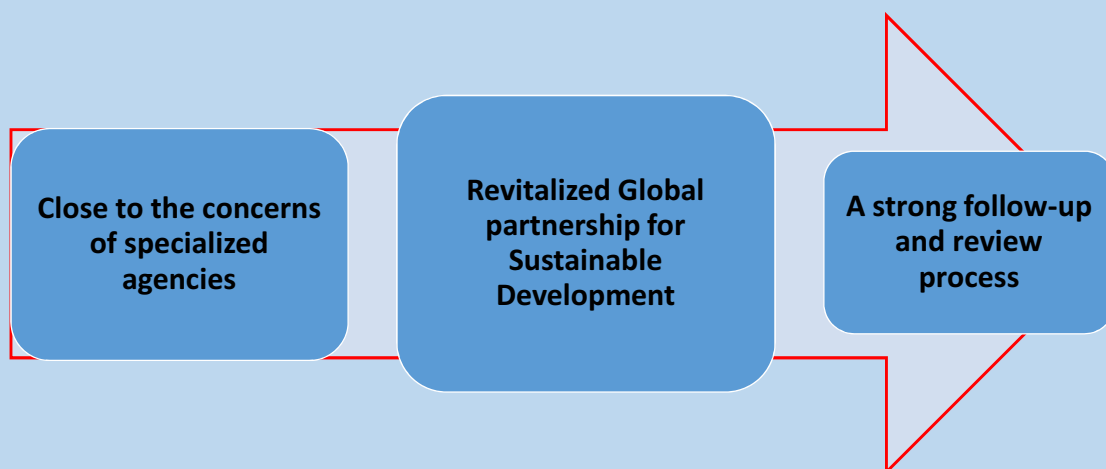 Close to the concerns
of specialized
agencies
Revitalized Global
partnership for
Sustainable
Development
A strong follow-up
and review
process